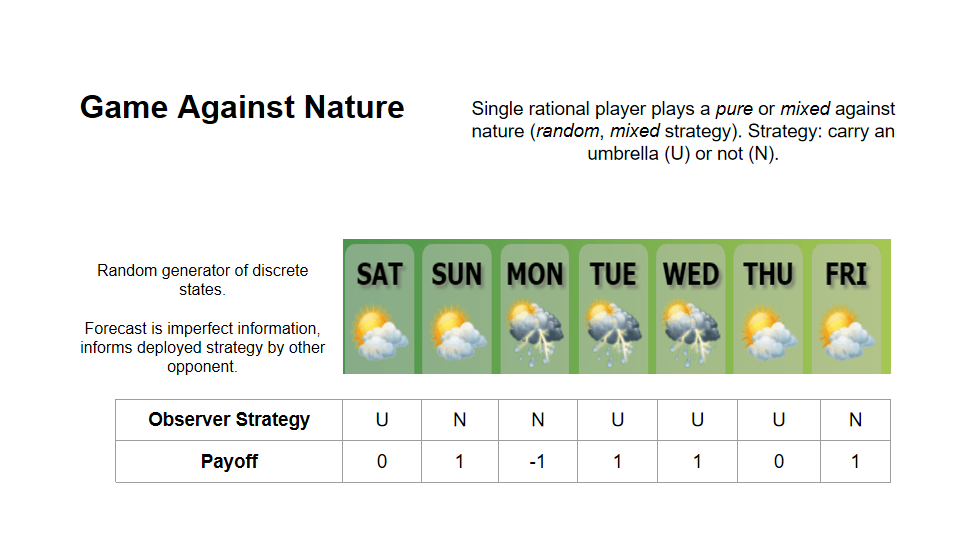 Game Against Nature
Single rational player plays a pure or mixed against
nature (random, mixed strategy). Strategy: carry an
umbrella (U) or not (N).
Random generator of discrete
states.
Forecast is imperfect information,
informs deployed strategy by other
opponent.
SAT SUN MON TUE WED THU FRI
Observer Strategy U N N U U U N
Payoff 0 1 -1 1 1 0 1